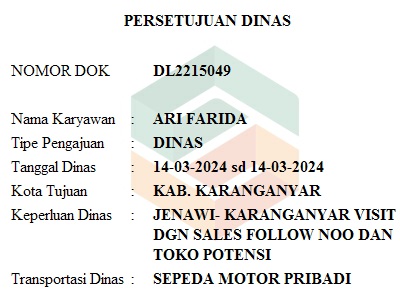 PERSETUJUAN DINAS
NOMOR DOK DL2215049
Nama Karyawan : ARI FARIDA
Tipe Pengajuan : DINAS
Tanggal Dinas : 14-03-2024 sd 14-03-2024
Kota Tujuan : KAB. KARANGANYAR
Keperluan Dinas : JENAWI- KARANGANYAR VISIT
DGN SALES FOLLOW NOO DAN
TOKO POTENSI
Transportasi Dinas : SEPEDA MOTOR PRIBADI